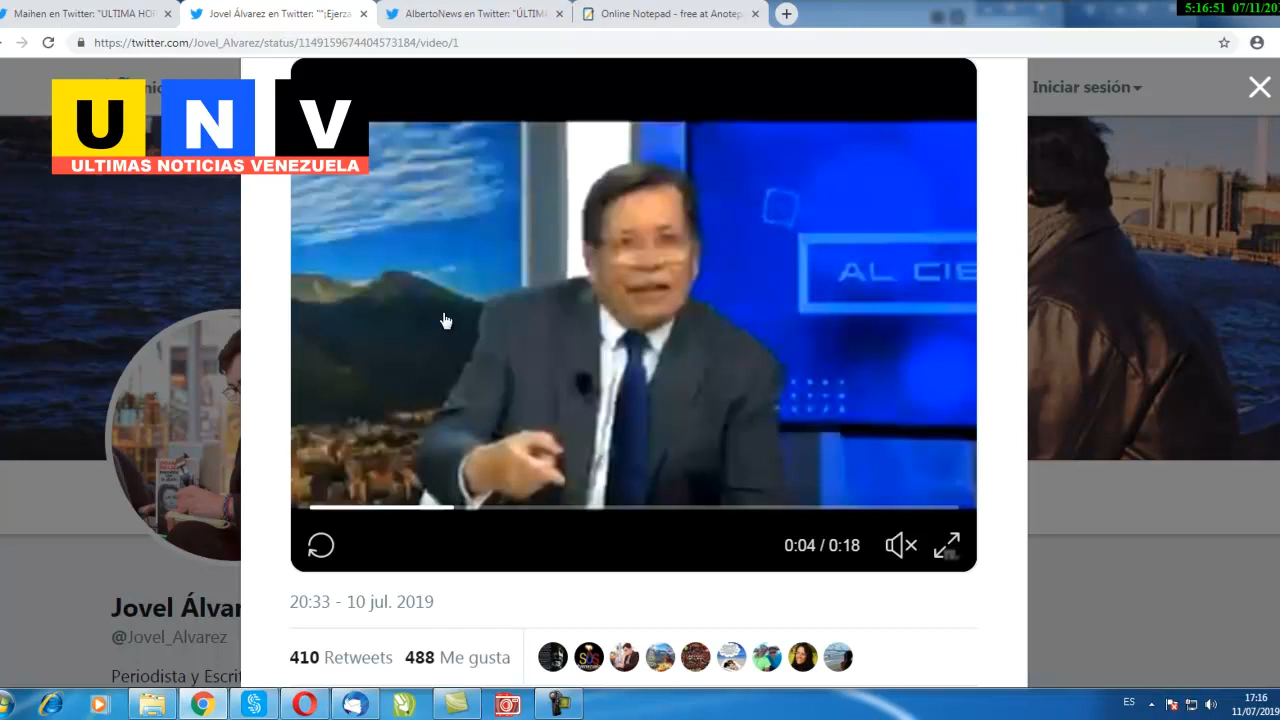 Maihen en Twitter: "ULTIMA HO
Jovel Álvarez en Twitter: "“¡Ejerza
AlbertoNews en Twitter: "ÚLTIM
Online Notepad - free at Anotep
5:16:51 07/11/20
https://twitter.com/Jovel_Alvarez/status/1149159674404573184/video/1
Iniciar sesión
U N V
ULTIMAS NOTICIAS VENEZUELA
AL CIE
0:04 / 0:18
20:33 - 10 jul. 2019
Jovel Álvar
@Jovel_Alvarez
410 Retweets 488 Me gusta
Periodista y Escrit
ES
17:16
11/07/2019